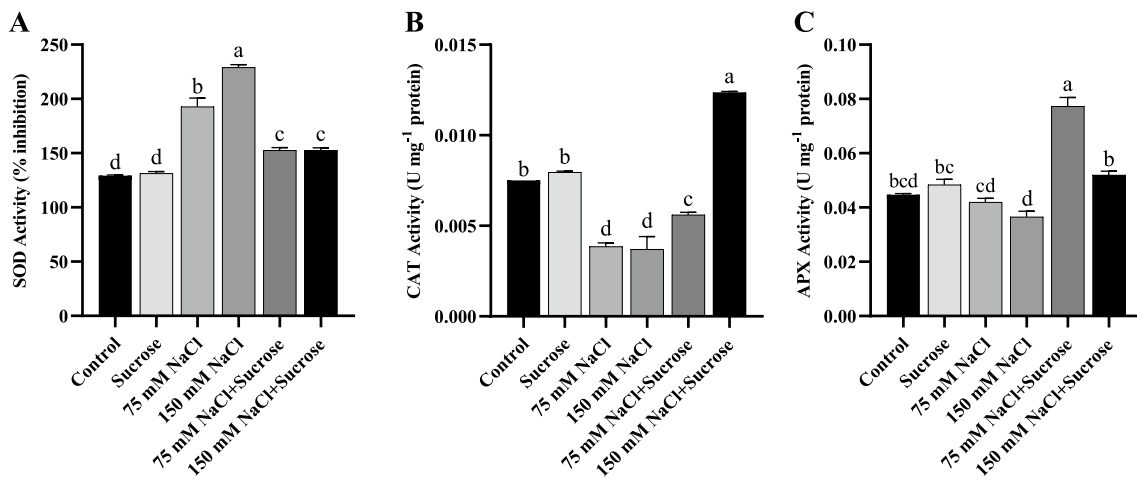 A
SOD Activity (% inhibition)
250
200
150
100
50
0
d
d
b
a
c
c
Control
Sucrose
75 mM NaCl
150 mM NaCl
75 mM NaCl+Sucrose
150 mM NaCl+Sucrose
B
CAT Activity (U mg⁻¹ protein)
0.015
0.010
0.005
0.000
b
b
d
d
c
a
Control
Sucrose
75 mM NaCl
150 mM NaCl
75 mM NaCl+Sucrose
150 mM NaCl+Sucrose
C
APX Activity (U mg⁻¹ protein)
0.10
0.08
0.06
0.04
0.02
0.00
bcd
bc
cd
d
a
b
Control
Sucrose
75 mM NaCl
150 mM NaCl
75 mM NaCl+Sucrose
150 mM NaCl+Sucrose